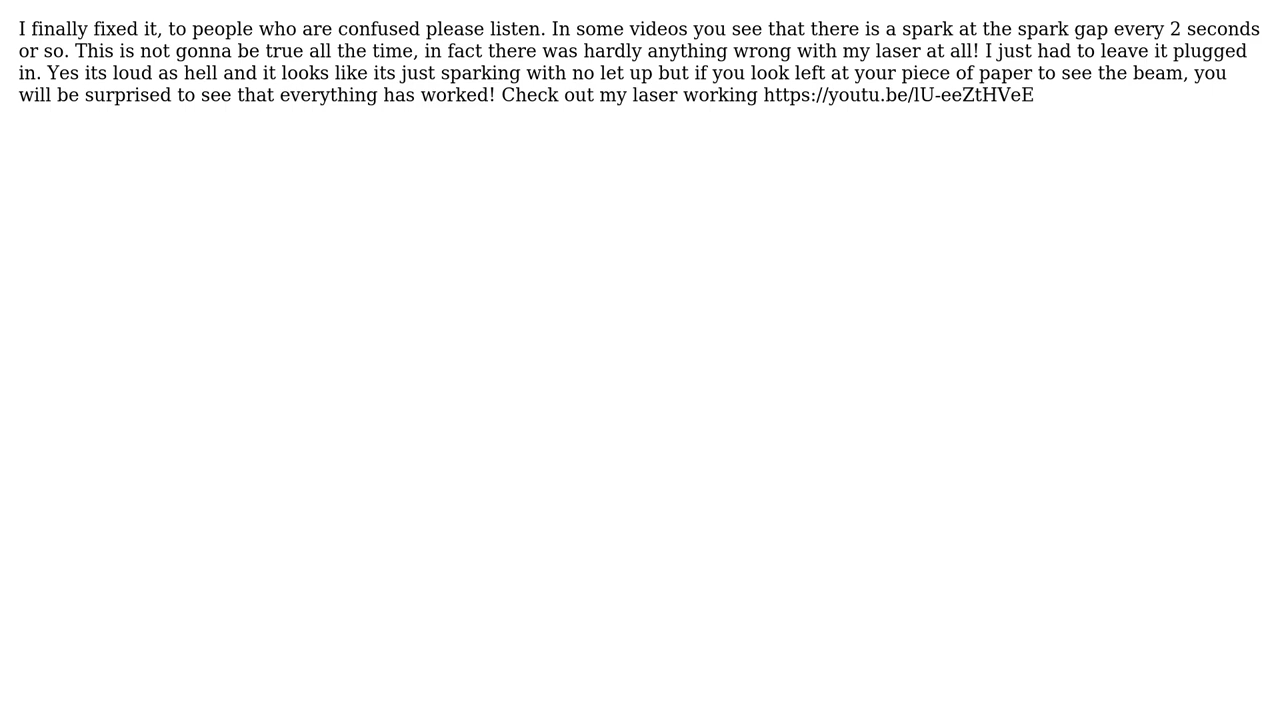 I finally fixed it, to people who are confused please listen. In some videos you see that there is a spark at the spark gap every 2 seconds
or so. This is not gonna be true all the time, in fact there was hardly anything wrong with my laser at all! I just had to leave it plugged
in. Yes its loud as hell and it looks like its just sparking with no let up but if you look left at your piece of paper to see the beam, you
will be surprised to see that everything has worked! Check out my laser working https://youtu.be/lU-eeZtHVeE